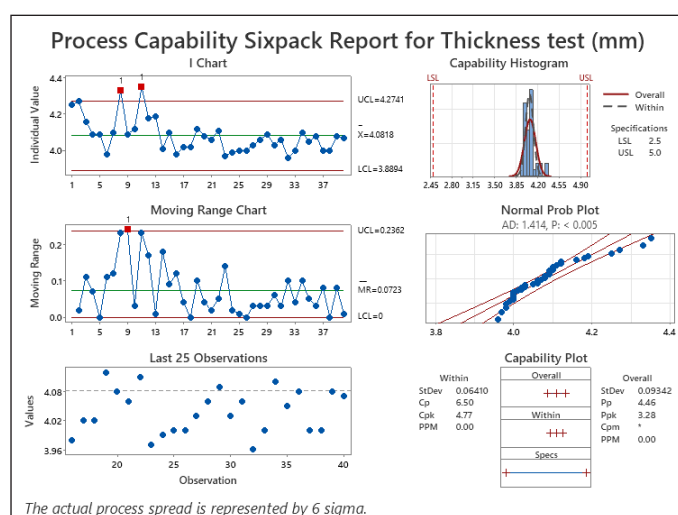 Process Capability Sixpack Report for Thickness test (mm)
I Chart
Individual Value
4.4
4.2
4.0
1
1
UCL=4.2741
X=4.0818
LCL=3.8894
1 5 9 13 17 21 25 29 33 37
Capability Histogram
LSL
USL
Overall
Within
Specifications
LSL 2.5
USL 5.0
2.45 2.80 3.15 3.50 3.85 4.20 4.55 4.90
Moving Range Chart
Moving Range
0.2
0.1
0.0
1
UCL=0.2362
MR=0.0723
LCL=0
1 5 9 13 17 21 25 29 33 37
Normal Prob Plot
AD: 1.414, P: < 0.005
3.8 4.0 4.2 4.4
Last 25 Observations
Values
4.08
4.02
3.96
20 25 30 35 40
Observation
Capability Plot
Within
StDev 0.06410
Cp 6.50
Cpk 4.77
PPM 0.00
Overall
Within
Specs
Overall
StDev 0.09342
Pp 4.46
Ppk 3.28
Cpm *
PPM 0.00
The actual process spread is represented by 6 sigma.